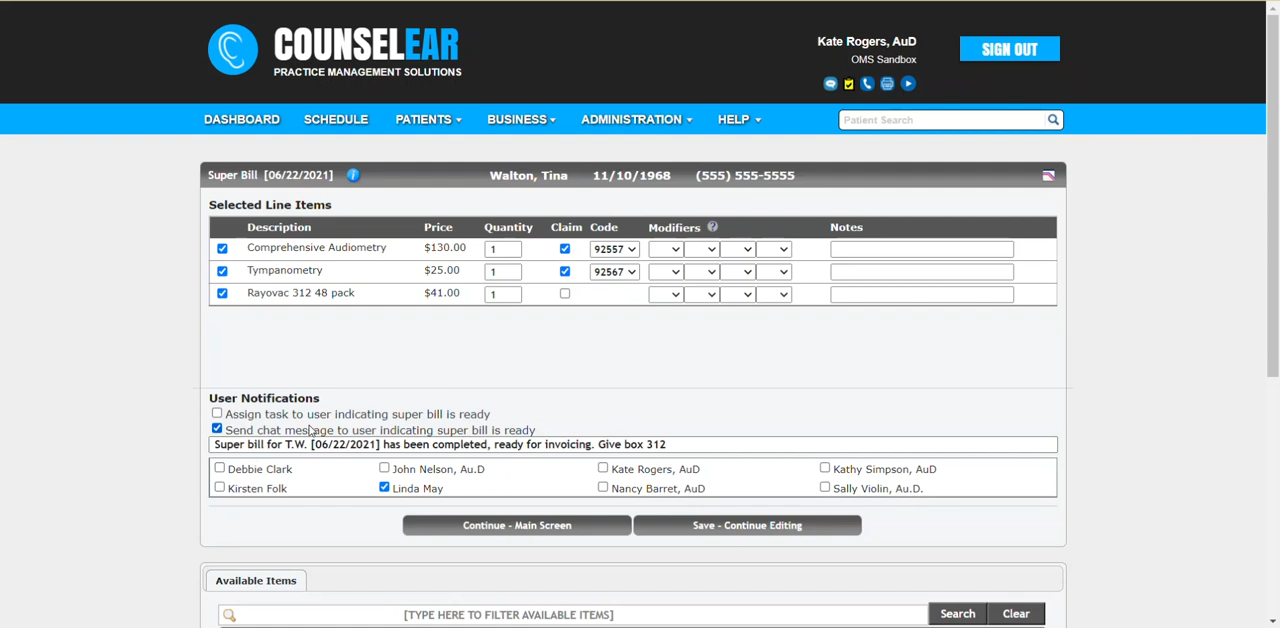 COUNSELEAR
PRACTICE MANAGEMENT SOLUTIONS
Kate Rogers, AuD
OMS Sandbox
SIGN OUT
DASHBOARD SCHEDULE PATIENTS BUSINESS ADMINISTRATION HELP Patient Search
Super Bill [06/22/2021] Walton, Tina 11/10/1968 (555) 555-5555
Selected Line Items
Description Price Quantity Claim Code Modifiers Notes
Comprehensive Audiometry $130.00 1 92557
Tympanometry $25.00 1 92567
Rayovac 312 48 pack $41.00 1
User Notifications
Assign task to user indicating super bill is ready
Send chat message to user indicating super bill is ready
Super bill for T.W. [06/22/2021] has been completed, ready for invoicing. Give box 312
Debbie Clark John Nelson, Au.D Kate Rogers, AuD Kathy Simpson, AuD
Kirsten Folk Linda May Nancy Barret, AuD Sally Violin, Au.D.
Continue - Main Screen Save - Continue Editing
Available Items
[TYPE HERE TO FILTER AVAILABLE ITEMS] Search Clear